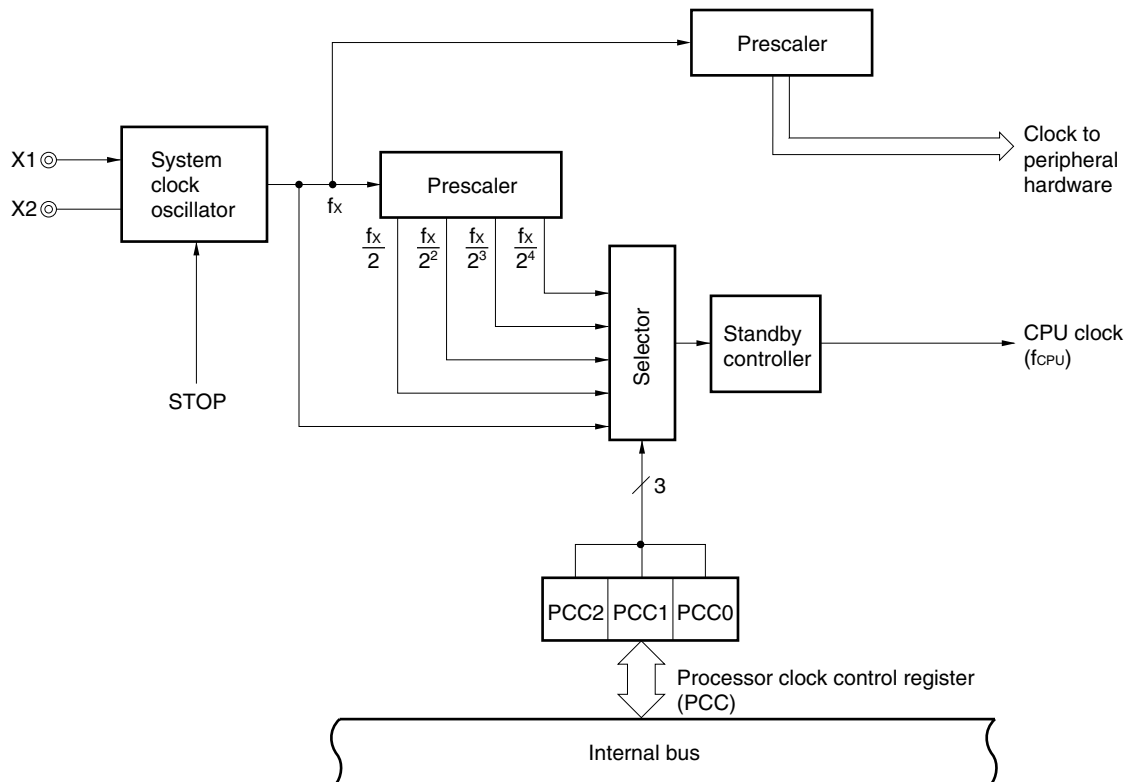 Prescaler
Clock to
peripheral
hardware
X1
X2
System
clock
oscillator
fX
Prescaler
fX/2
fX/2²
fX/2³
fX/2⁴
Selector
Standby
controller
CPU clock
(fCPU)
STOP
3
PCC2 PCC1 PCC0
Processor clock control register
(PCC)
Internal bus